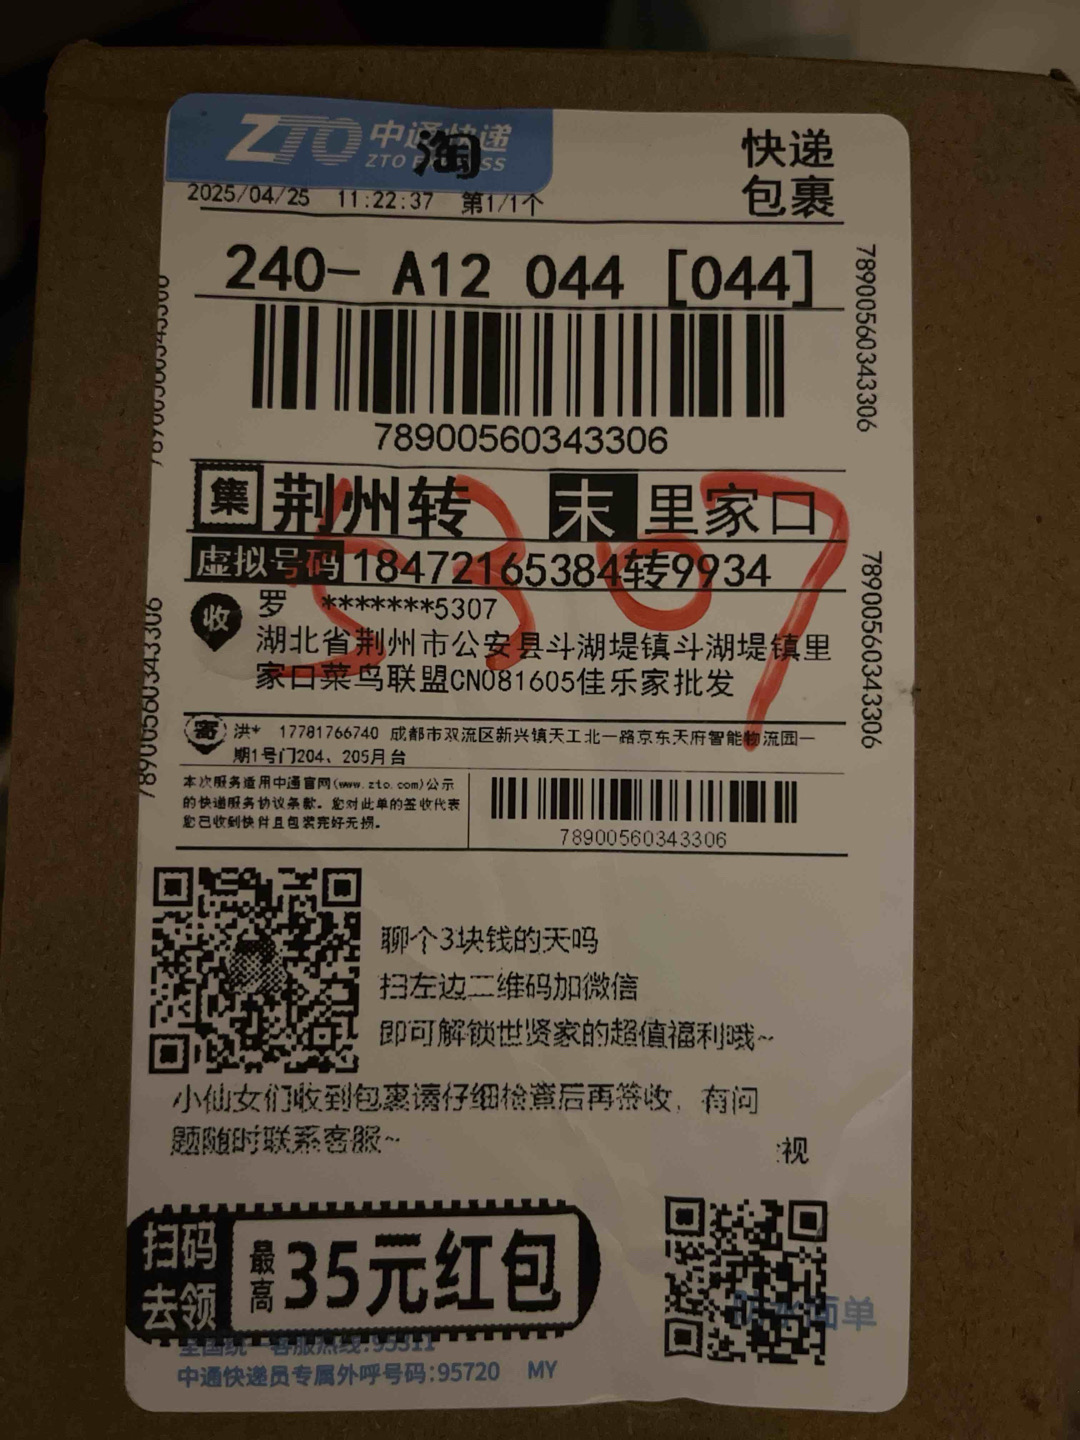 ZTO 中通快递
ZTO EXPRESS
淘
快递
包裹
2025/04/25 11:22:37 第1/1个
240- A12 044 [044]
78900560343306
78900560343306
78900560343306
78900560343306
集 荆州转 末 里家口
虚拟号码 18472165384转9934
5307
收 罗 *******5307
湖北省荆州市公安县斗湖堤镇斗湖堤镇里
家口菜鸟联盟CN081605佳乐家批发
寄 洪* 17781766740 成都市双流区新兴镇天工北一路京东天府智能物流园一
期1号门204、205月台
本次服务适用中通官网(www.zto.com)公示
的快递服务协议条款。您对此单的签收代表
您已收到快件且包装完好无损。
78900560343306
聊个3块钱的天吗
扫左边二维码加微信
即可解锁世贤家的超值福利哦~
小仙女们收到包裹请仔细检查后再签收，有问
题随时联系客服~
视
扫码
去领
最高
35元红包
全国统一客服热线:95311
中通快递员专属外呼号码:95720 MY
简单